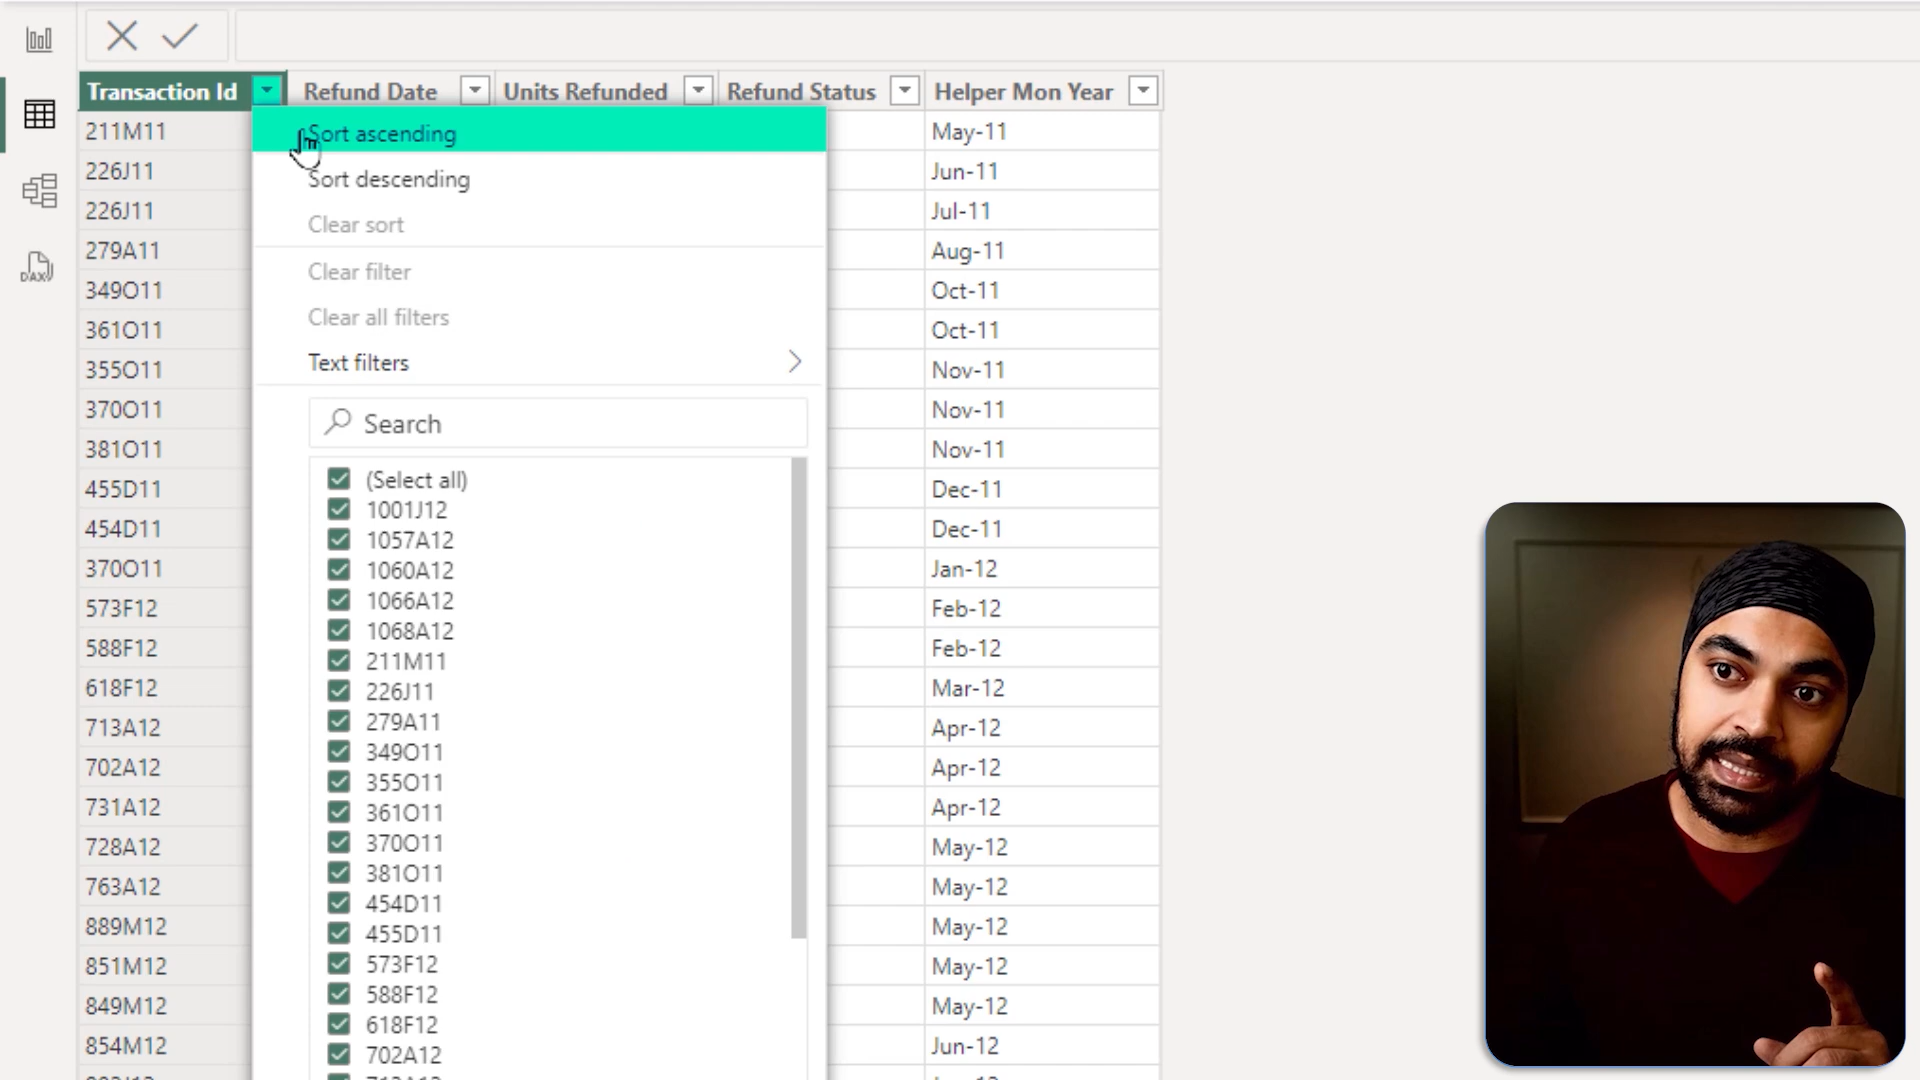 Transaction Id Refund Date Units Refunded Refund Status Helper Mon Year
211M11 May-11
226J11 Jun-11
226J11 Jul-11
279A11 Aug-11
349O11 Oct-11
361O11 Oct-11
355O11 Nov-11
370O11 Nov-11
381O11 Nov-11
455D11 Dec-11
454D11 Dec-11
370O11 Jan-12
573F12 Feb-12
588F12 Feb-12
618F12 Mar-12
713A12 Apr-12
702A12 Apr-12
731A12 Apr-12
728A12 May-12
763A12 May-12
889M12 May-12
851M12 May-12
849M12 May-12
854M12 Jun-12
Sort ascending
Sort descending
Clear sort
Clear filter
Clear all filters
Text filters
Search
(Select all)
1001J12
1057A12
1060A12
1066A12
1068A12
211M11
226J11
279A11
349O11
355O11
361O11
370O11
381O11
454D11
455D11
573F12
588F12
618F12
702A12
DAX